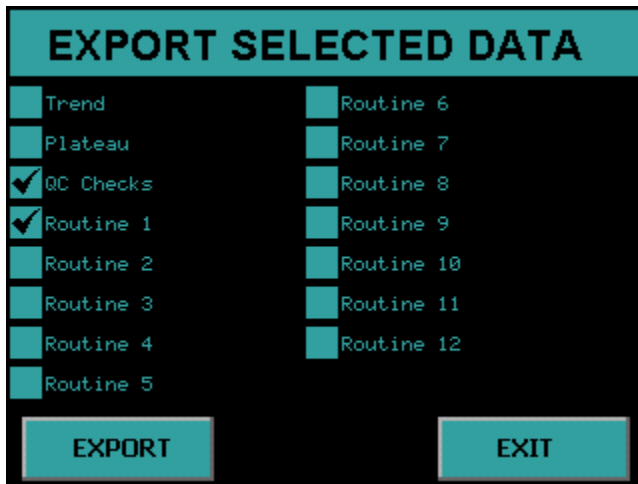 EXPORT SELECTED DATA
Trend
Plateau
QC Checks
Routine 1
Routine 2
Routine 3
Routine 4
Routine 5
Routine 6
Routine 7
Routine 8
Routine 9
Routine 10
Routine 11
Routine 12
EXPORT
EXIT